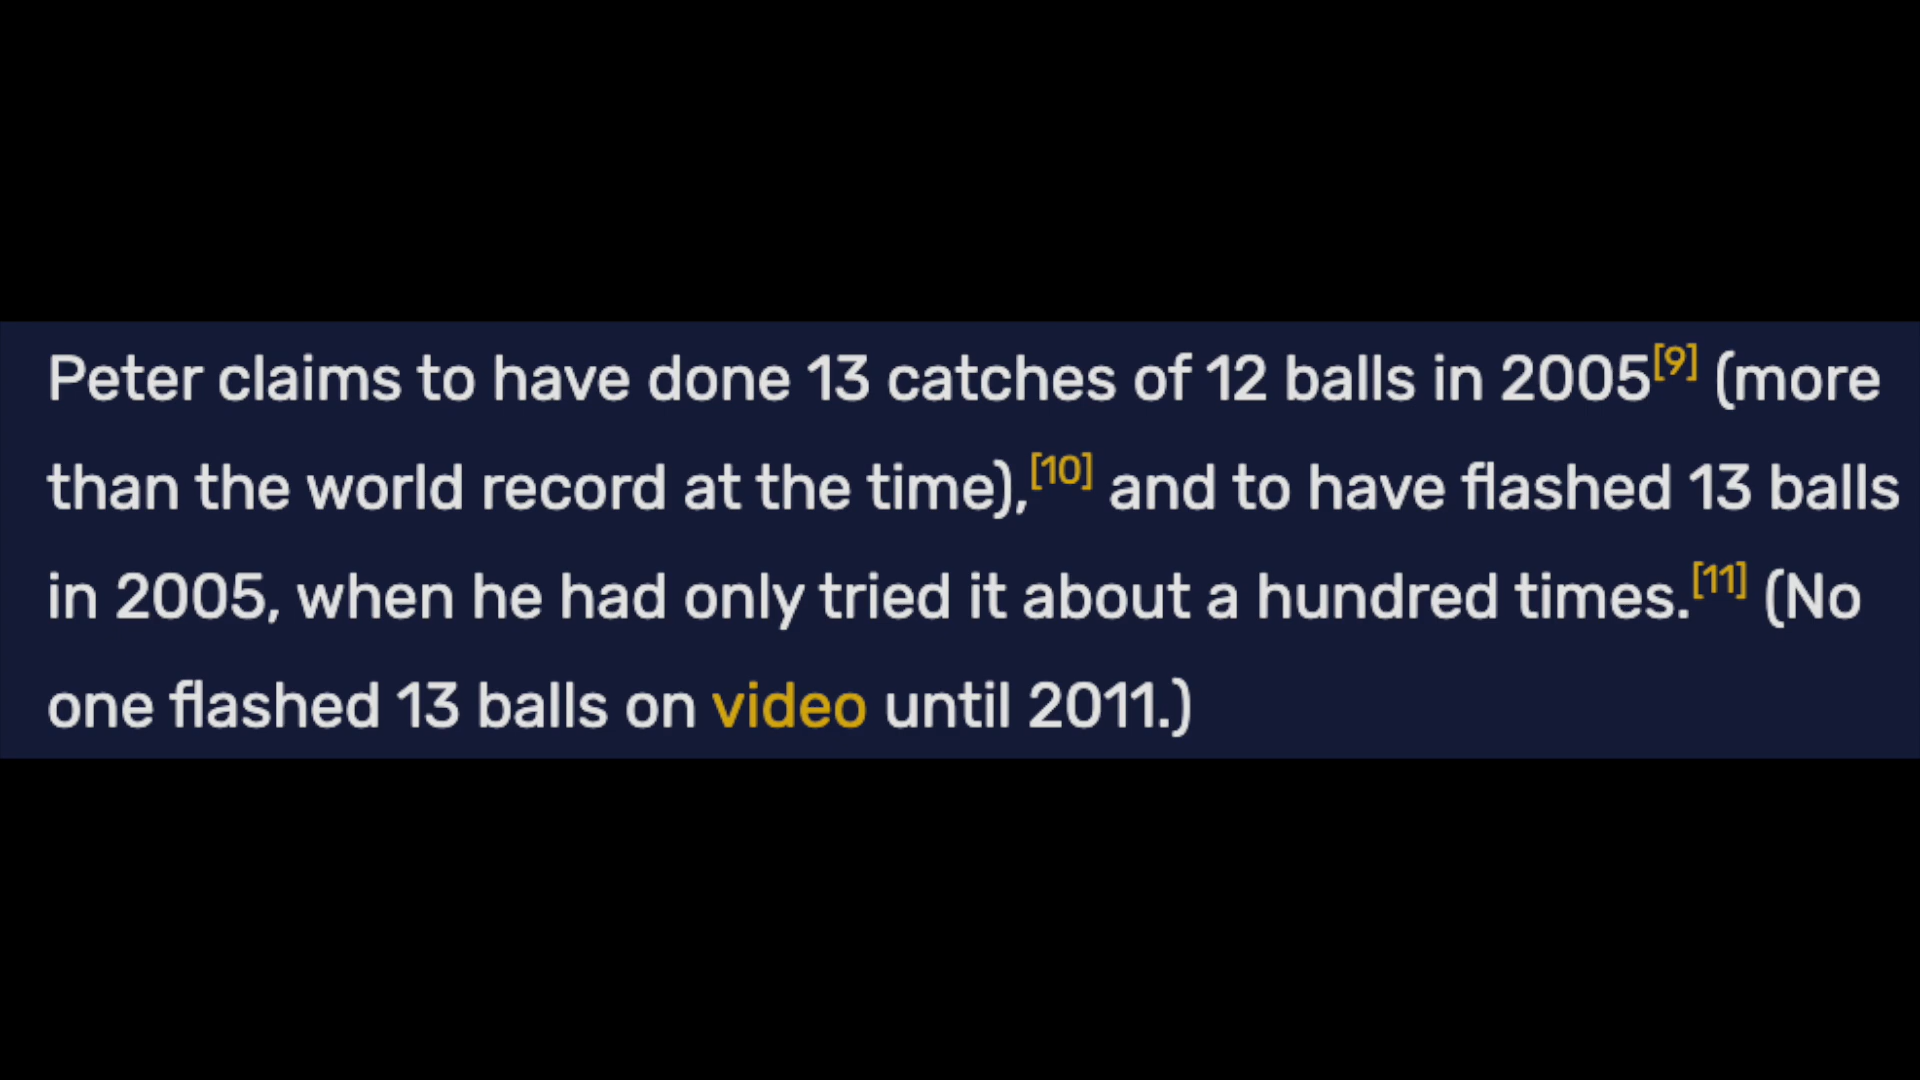 Peter claims to have done 13 catches of 12 balls in 2005[9] (more
than the world record at the time),[10] and to have flashed 13 balls
in 2005, when he had only tried it about a hundred times.[11] (No
one flashed 13 balls on video until 2011.)